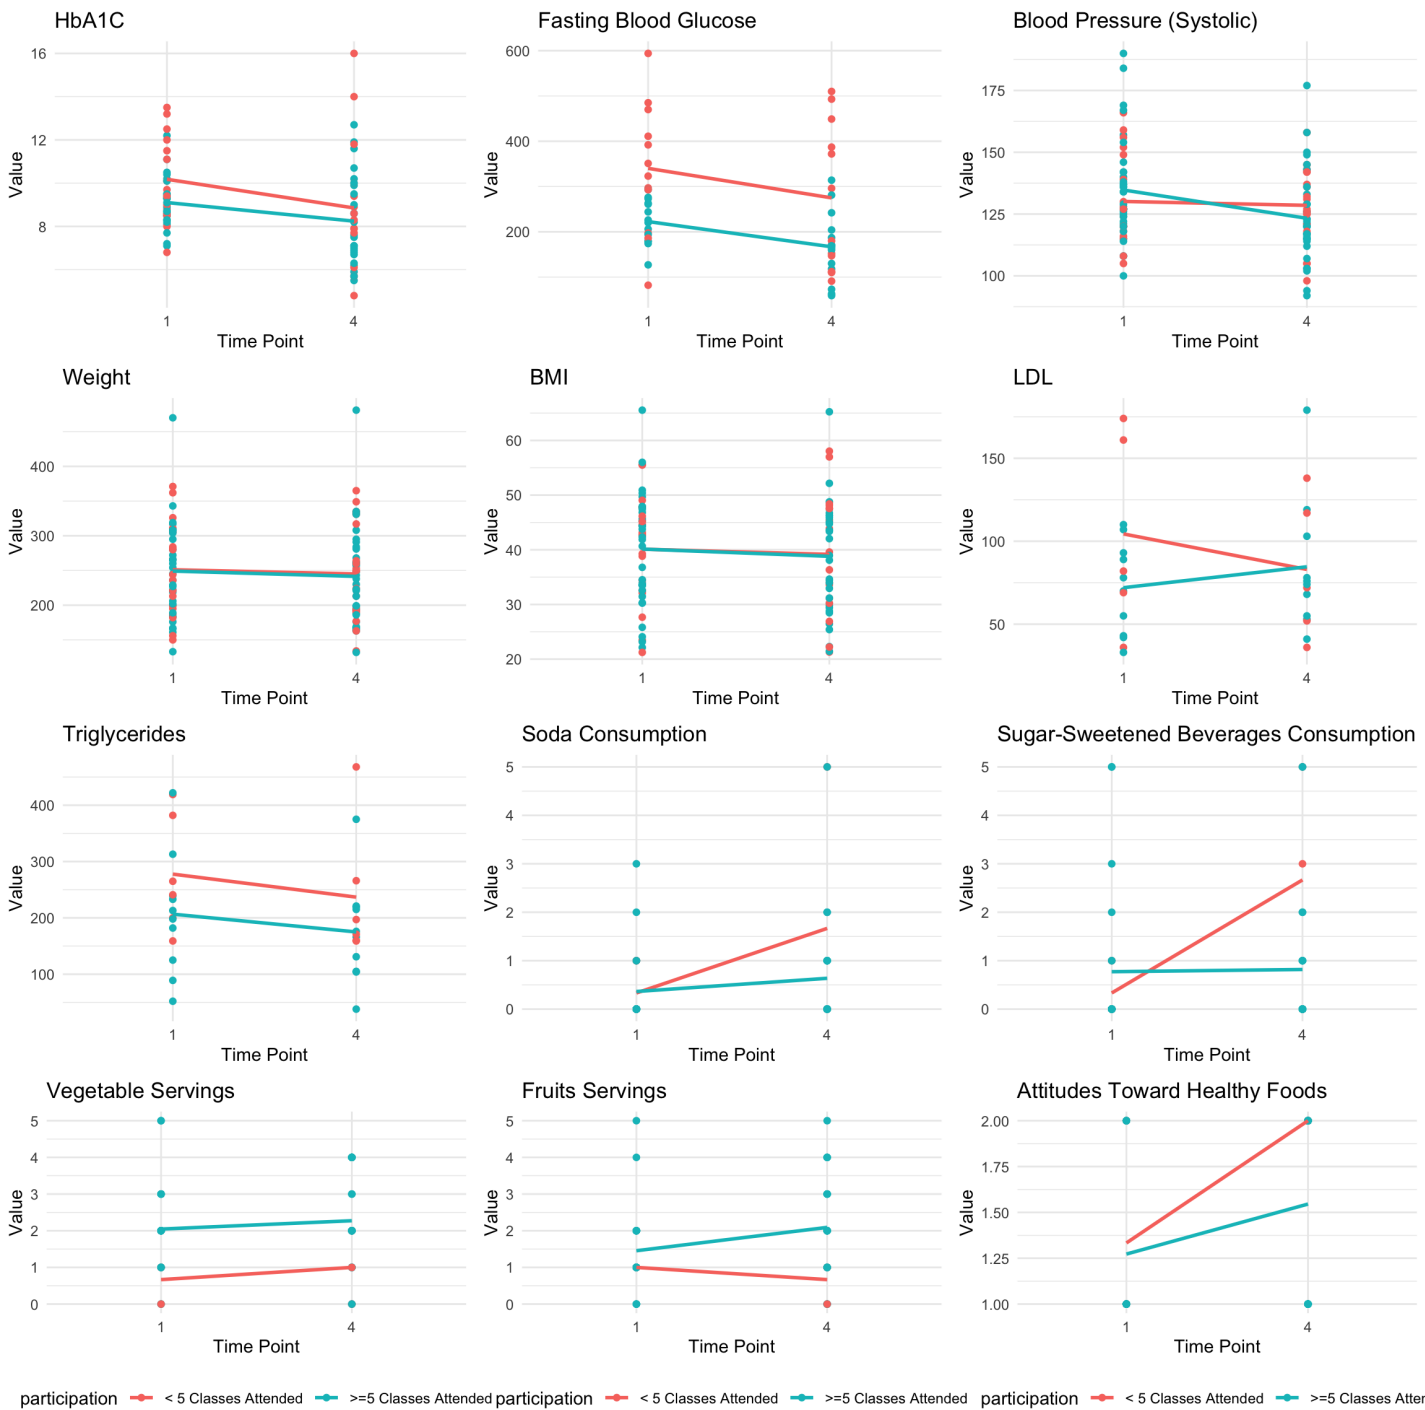 HbA1C
Fasting Blood Glucose
Blood Pressure (Systolic)
16
12
8
Value
1
4
Time Point
600
400
200
Value
1
4
Time Point
175
150
125
100
Value
1
4
Time Point
Weight
BMI
LDL
400
300
200
Value
1
4
Time Point
60
50
40
30
20
Value
1
4
Time Point
150
100
50
Value
1
4
Time Point
Triglycerides
Soda Consumption
Sugar-Sweetened Beverages Consumption
400
300
200
100
Value
1
4
Time Point
5
4
3
2
1
0
Value
1
4
Time Point
5
4
3
2
1
0
Value
1
4
Time Point
Vegetable Servings
Fruits Servings
Attitudes Toward Healthy Foods
5
4
3
2
1
0
Value
1
4
Time Point
5
4
3
2
1
0
Value
1
4
Time Point
2.00
1.75
1.50
1.25
1.00
Value
1
4
Time Point
participation < 5 Classes Attended >=5 Classes Attended
participation < 5 Classes Attended >=5 Classes Attended
participation < 5 Classes Attended >=5 Classes Atter